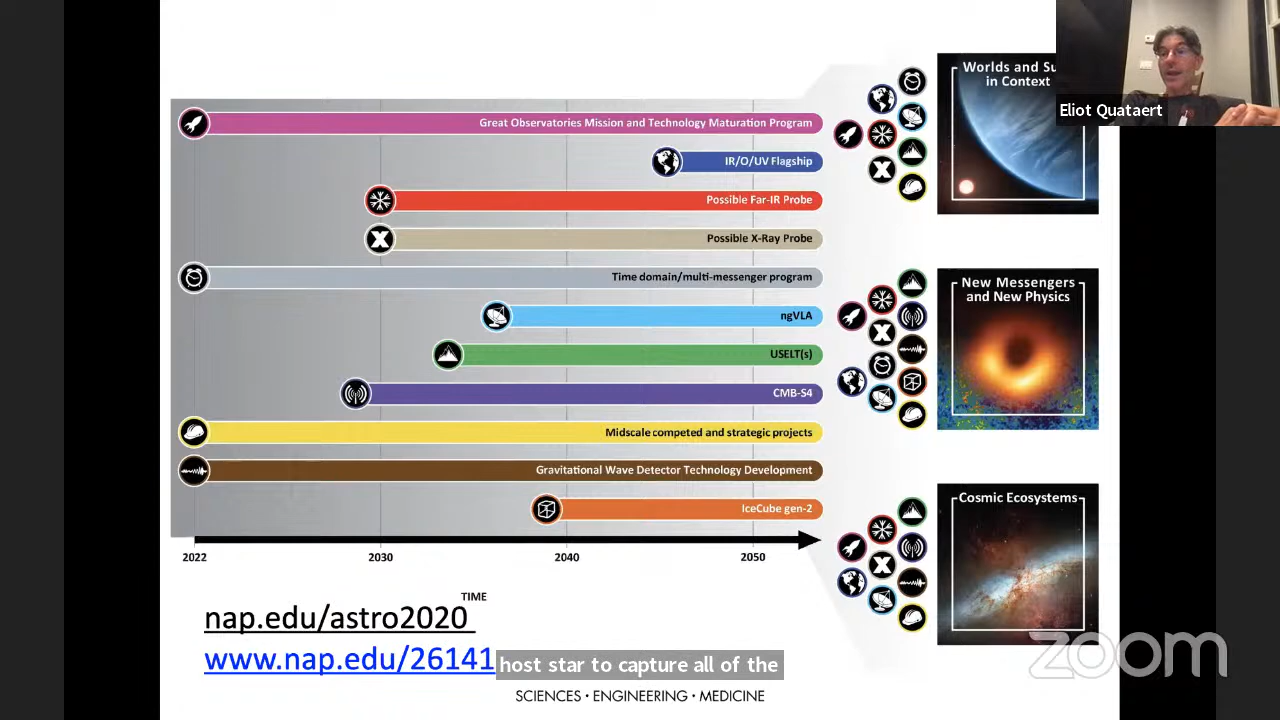 Great Observatories Mission and Technology Maturation Program
IR/O/UV Flagship
Possible Far-IR Probe
Possible X-Ray Probe
Time domain/multi-messenger program
ngVLA
USELT(s)
CMB-S4
Midscale competed and strategic projects
Gravitational Wave Detector Technology Development
IceCube gen-2
2022
2030
2040
2050
TIME
nap.edu/astro2020
www.nap.edu/26141
host star to capture all of the
SCIENCES · ENGINEERING · MEDICINE
Worlds and Su
in Context
New Messengers
and New Physics
Cosmic Ecosystems
Eliot Quataert
zoom